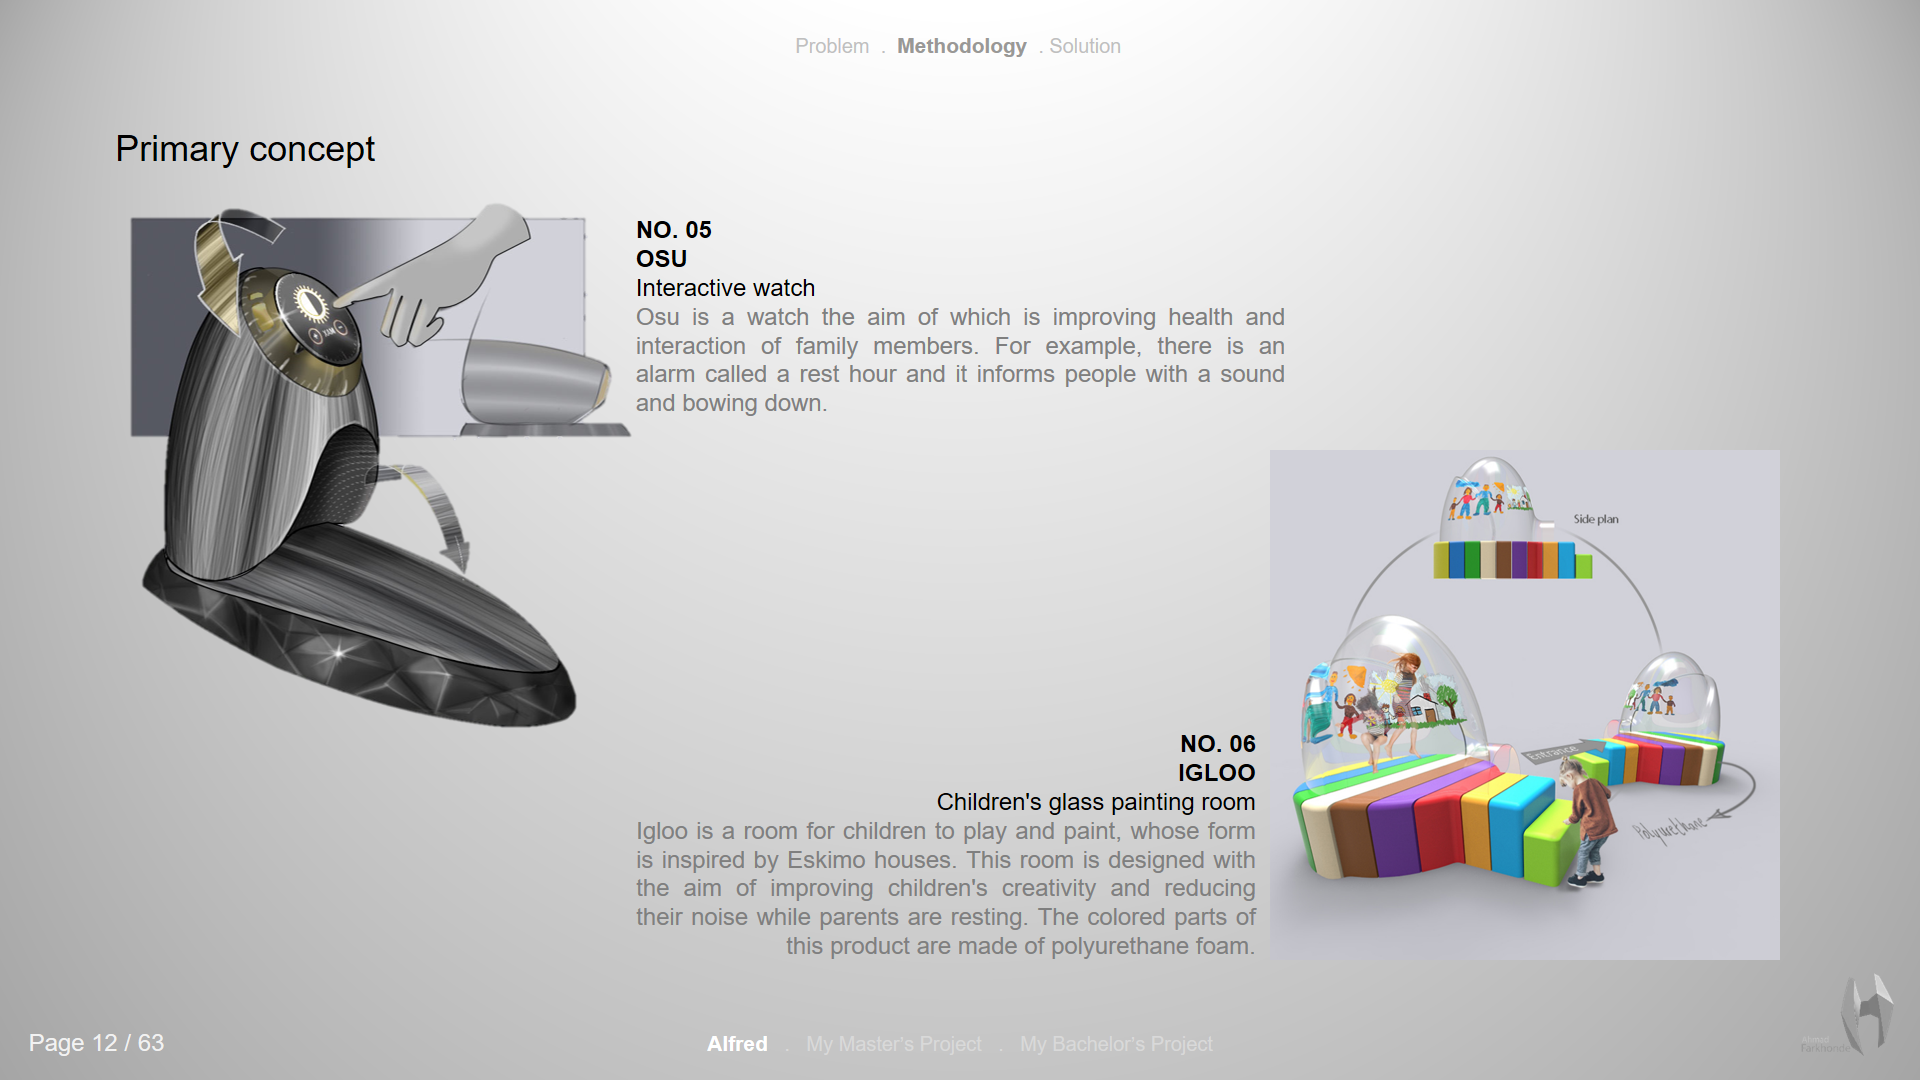 Problem . Methodology . Solution
Primary concept
NO. 05
OSU
Interactive watch
Osu is a watch the aim of which is improving health and
interaction of family members. For example, there is an
alarm called a rest hour and it informs people with a sound
and bowing down.
Side plan
Entrance
Polyurethane
NO. 06
IGLOO
Children's glass painting room
Igloo is a room for children to play and paint, whose form
is inspired by Eskimo houses. This room is designed with
the aim of improving children's creativity and reducing
their noise while parents are resting. The colored parts of
this product are made of polyurethane foam.
Page 12 / 63
Alfred . My Master's Project . My Bachelor's Project
Ahmad